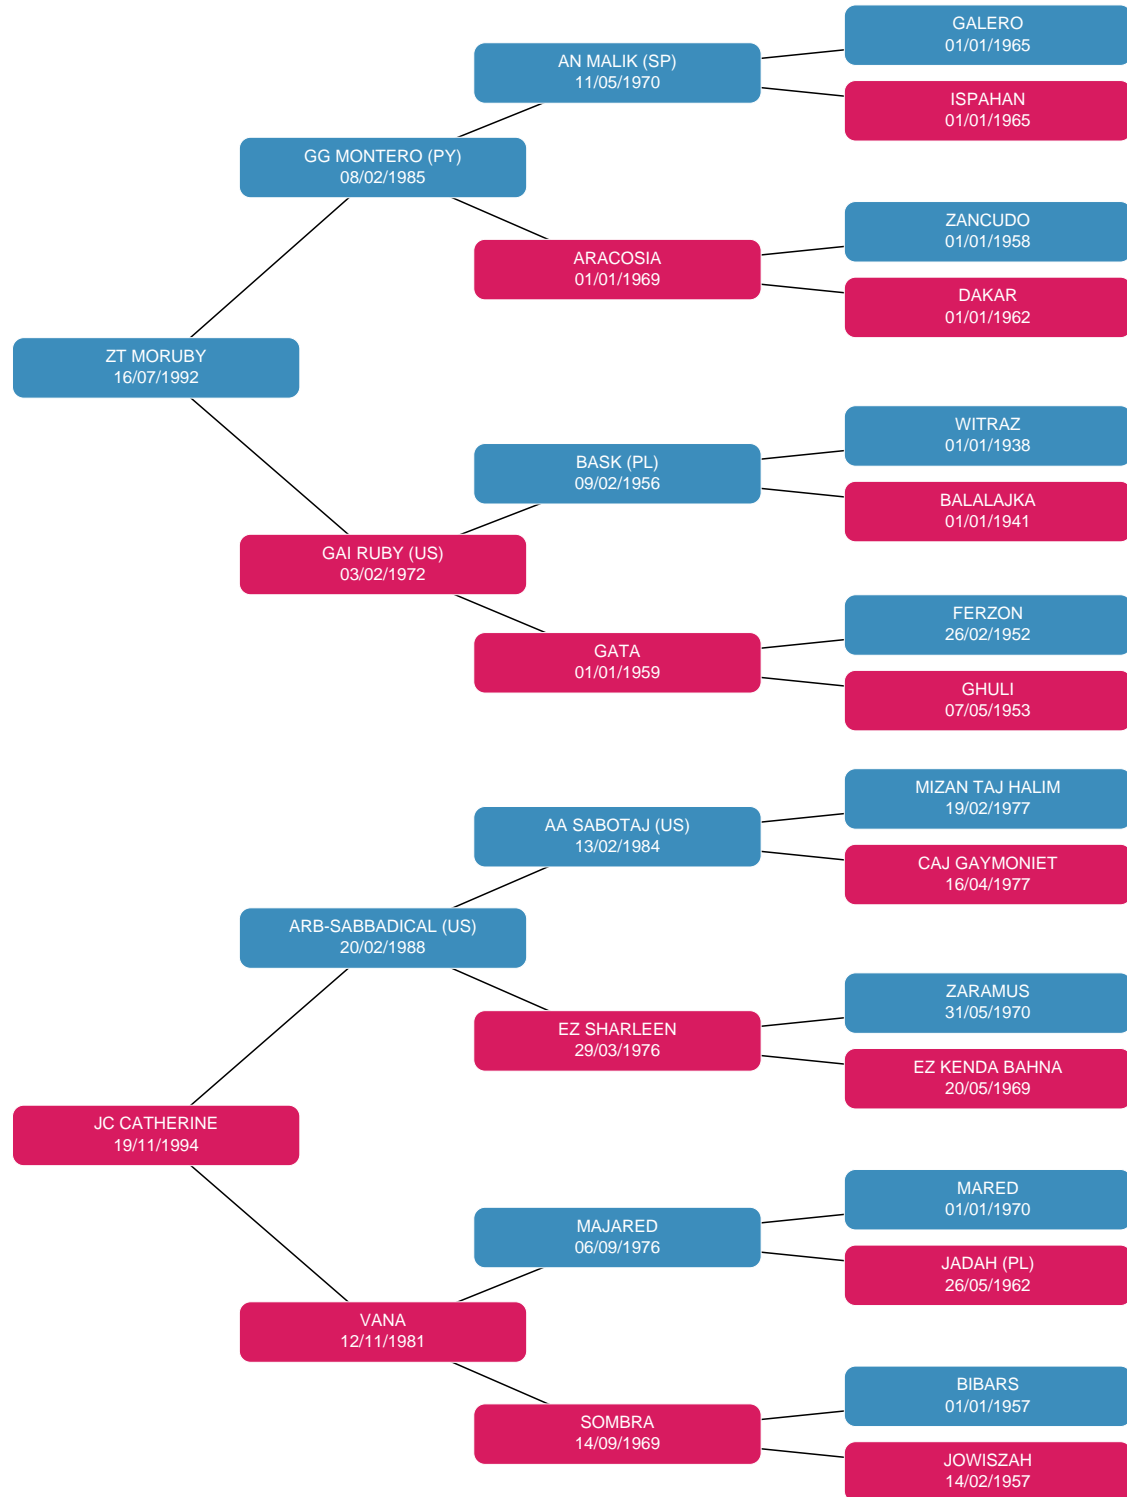 GALERO
01/01/1965
AN MALIK (SP)
11/05/1970
ISPAHAN
01/01/1965
GG MONTERO (PY)
08/02/1985
ZANCUDO
01/01/1958
ARACOSIA
01/01/1969
DAKAR
01/01/1962
ZT MORUBY
16/07/1992
WITRAZ
01/01/1938
BASK (PL)
09/02/1956
BALALAJKA
01/01/1941
GAI RUBY (US)
03/02/1972
FERZON
26/02/1952
GATA
01/01/1959
GHULI
07/05/1953
MIZAN TAJ HALIM
19/02/1977
AA SABOTAJ (US)
13/02/1984
CAJ GAYMONIET
16/04/1977
ARB-SABBADICAL (US)
20/02/1988
ZARAMUS
31/05/1970
EZ SHARLEEN
29/03/1976
EZ KENDA BAHNA
20/05/1969
JC CATHERINE
19/11/1994
MARED
01/01/1970
MAJARED
06/09/1976
JADAH (PL)
26/05/1962
VANA
12/11/1981
BIBARS
01/01/1957
SOMBRA
14/09/1969
JOWISZAH
14/02/1957